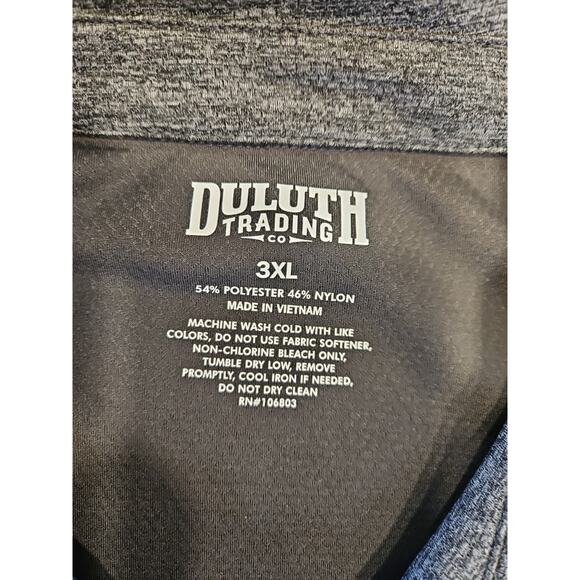 DULUTH
TRADING
CO
3XL
54% POLYESTER 46% NYLON
MADE IN VIETNAM
MACHINE WASH COLD WITH LIKE
COLORS, DO NOT USE FABRIC SOFTENER,
NON-CHLORINE BLEACH ONLY,
TUMBLE DRY LOW, REMOVE
PROMPTLY, COOL IRON IF NEEDED,
DO NOT DRY CLEAN
RN#106803